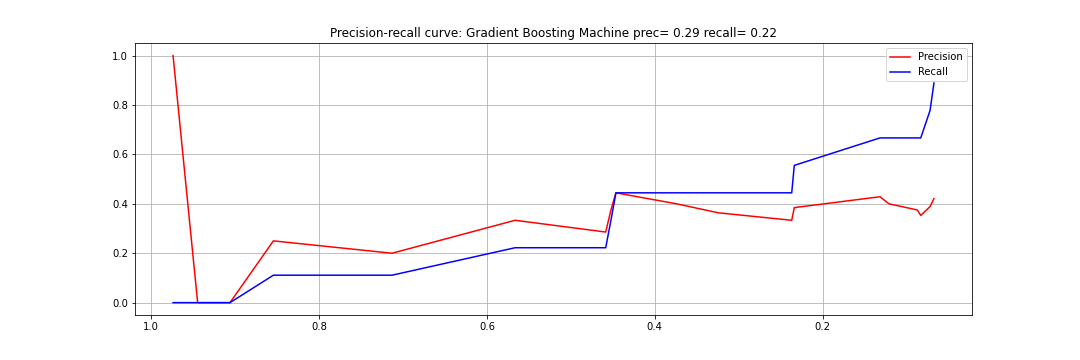 Precision-recall curve: Gradient Boosting Machine prec= 0.29 recall= 0.22
Precision
Recall
1.0
0.8
0.6
0.4
0.2
0.0
1.0 0.8 0.6 0.4 0.2